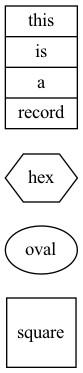 this
is
a
record
hex
oval
square